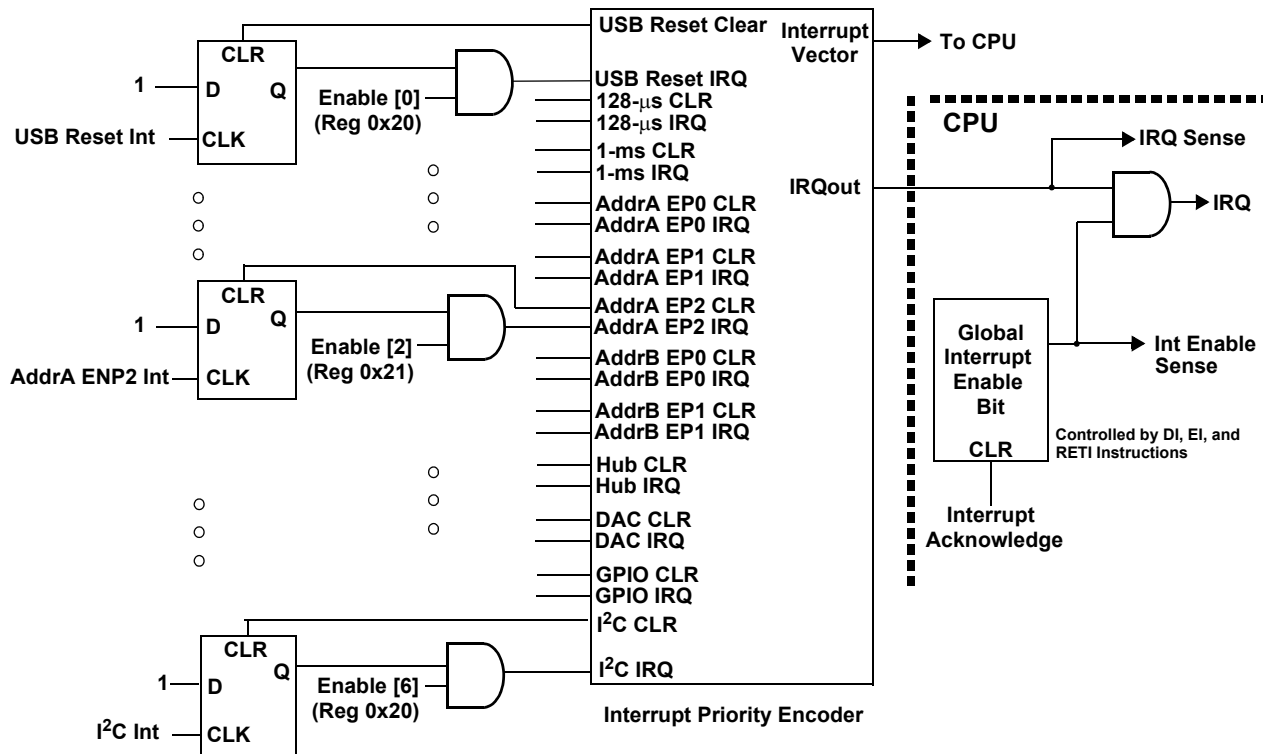 CLR
D
Q
CLK
1
USB Reset Int
Enable [0]
(Reg 0x20)
CLR
D
Q
CLK
1
AddrA ENP2 Int
Enable [2]
(Reg 0x21)
CLR
D
Q
CLK
1
I²C Int
Enable [6]
(Reg 0x20)
USB Reset Clear
USB Reset IRQ
128-μs CLR
128-μs IRQ
1-ms CLR
1-ms IRQ
AddrA EP0 CLR
AddrA EP0 IRQ
AddrA EP1 CLR
AddrA EP1 IRQ
AddrA EP2 CLR
AddrA EP2 IRQ
AddrB EP0 CLR
AddrB EP0 IRQ
AddrB EP1 CLR
AddrB EP1 IRQ
Hub CLR
Hub IRQ
DAC CLR
DAC IRQ
GPIO CLR
GPIO IRQ
I²C CLR
I²C IRQ
Interrupt
Vector
IRQout
Interrupt Priority Encoder
To CPU
CPU
IRQ Sense
IRQ
Global
Interrupt
Enable
Bit
CLR
Int Enable
Sense
Controlled by DI, EI, and
RETI Instructions
Interrupt
Acknowledge